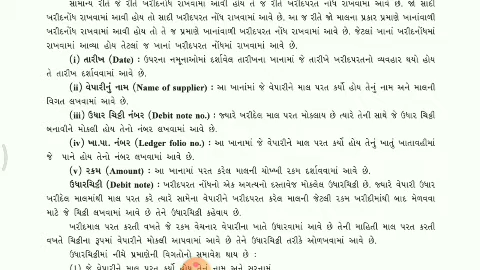 સામાન્ય રીતે જે રીતે ખરીદનોંધ રાખવામાં આવી હોય તે જ રીતે ખરીદપરત નોંધ રાખવામાં આવે છે. જો સાદી
ખરીદનોંધ રાખવામાં આવી હોય તો સાદી ખરીદપરત નોંધ રાખવામાં આવે છે. આ જ રીતે જો માલના પ્રકાર પ્રમાણે ખાનાંવાળી
ખરીદનોંધ રાખવામાં આવી હોય તો તે જ પ્રમાણે ખાનાંવાળી ખરીદપરત નોંધ રાખવામાં આવે છે. જેટલાં ખાનાં ખરીદનોંધમાં
રાખવામાં આવ્યા હોય તેટલાં જ ખાનાં ખરીદપરત નોંધમાં રાખવામાં આવે છે.
(i) તારીખ (Date) : ઉપરના નમૂનાઓમાં દર્શાવેલ તારીખના ખાનામાં જે તારીખે ખરીદપરતનો વ્યવહાર થયો હોય
તે તારીખ દર્શાવવામાં આવે છે.
(ii) વેપારીનું નામ (Name of supplier) : આ ખાનાંમાં જે વેપારીને માલ પરત કર્યો હોય તેનું નામ અને માલની
વિગત લખવામાં આવે છે.
(iii) ઉધાર ચિઠ્ઠી નંબર (Debit note no.) : જ્યારે ખરીદેલ માલ પરત મોકલાય છે ત્યારે તેની સાથે જે ઉધાર ચિઠ્ઠી
બનાવીને મોકલી હોય તેનો નંબર લખવામાં આવે છે.
(iv) ખા.પા. નંબર (Ledger folio no.) : આ ખાનામાં જે વેપારીને માલ પરત કર્યો હોય તેનું ખાતું ખાતાવહીમાં
જે પાને હોય તેનો નંબર લખવામાં આવે છે.
(v) રકમ (Amount) : આ ખાનામાં પરત કરેલ માલની ચોખ્ખી રકમ દર્શાવવામાં આવે છે.
ઉધારચિઠ્ઠી (Debit note) : ખરીદપરત નોંધનો એક અગત્યનો દસ્તાવેજ મોકલેલ ઉધારચિઠ્ઠી છે. જ્યારે વેપારી ઉધાર
ખરીદેલ માલમાંથી માલ પરત કરે ત્યારે સામેના વેપારીને ખરીદપરત કરેલ માલની જેટલી રકમ ખરીદીમાંથી બાદ મેળવવા
માટે જે ચિઠ્ઠી લખવામાં આવે છે તેને ઉધારચિઠ્ઠી કહેવાય છે.
ખરીદમાલ પરત કરતી વખતે જે રકમ વેચનાર વેપારીના ખાતે ઉધારવામાં આવે છે તેની માહિતી માલ પરત કરતી
વખતે ચિઠ્ઠીના રૂપમાં વેપારીને મોકલી આપવામાં આવે છે તેને ઉધારચિઠ્ઠી તરીકે ઓળખવામાં આવે છે.
ઉધારચિઠ્ઠીમાં નીચે પ્રમાણેની વિગતોનો સમાવેશ થાય છે :
(1) જે વેપારીને માલ પરત કર્યો હોય તેનું નામ અને સરનામું